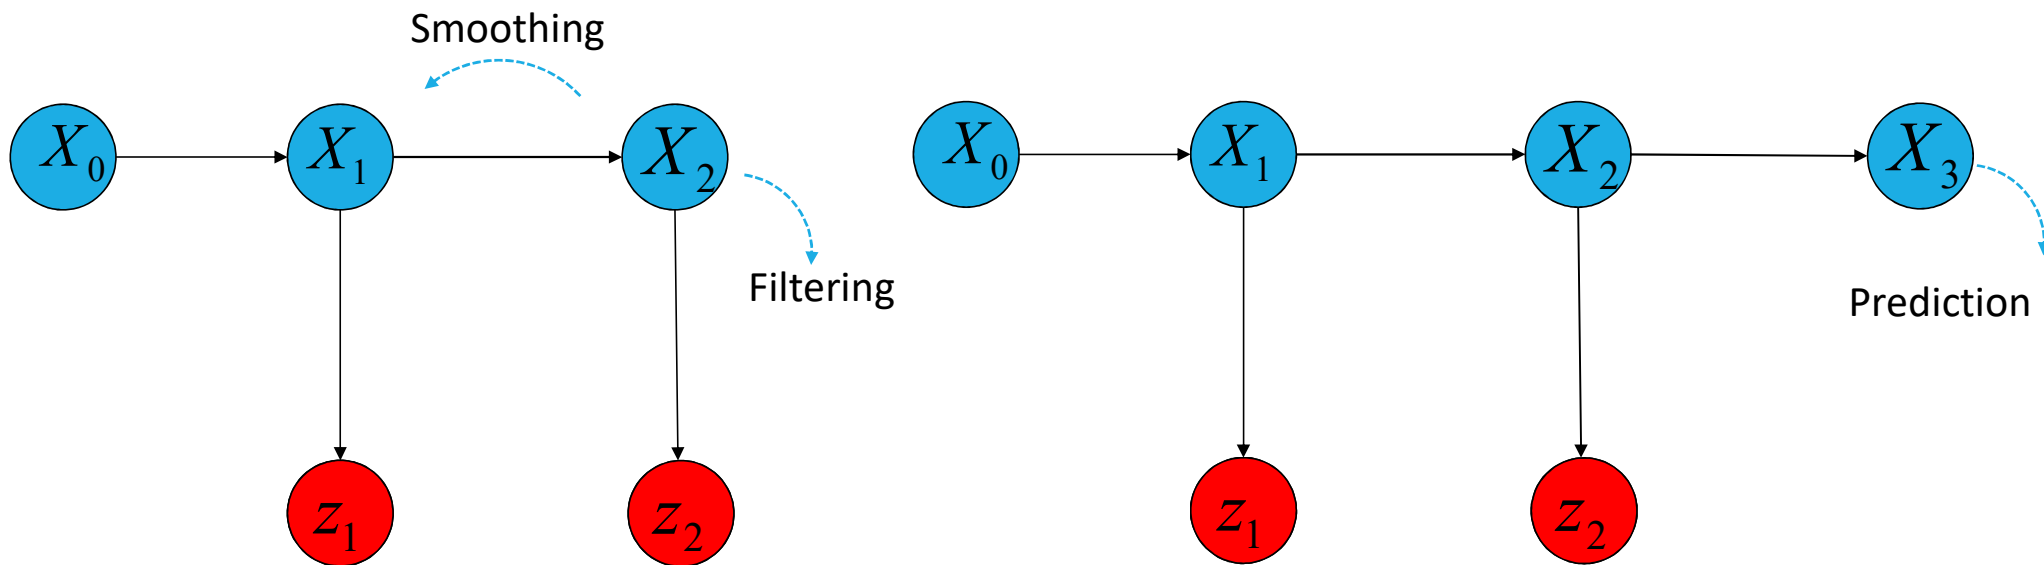 Smoothing
X0
X1
X2
Filtering
z1
z2
X0
X1
X2
X3
Prediction
z1
z2